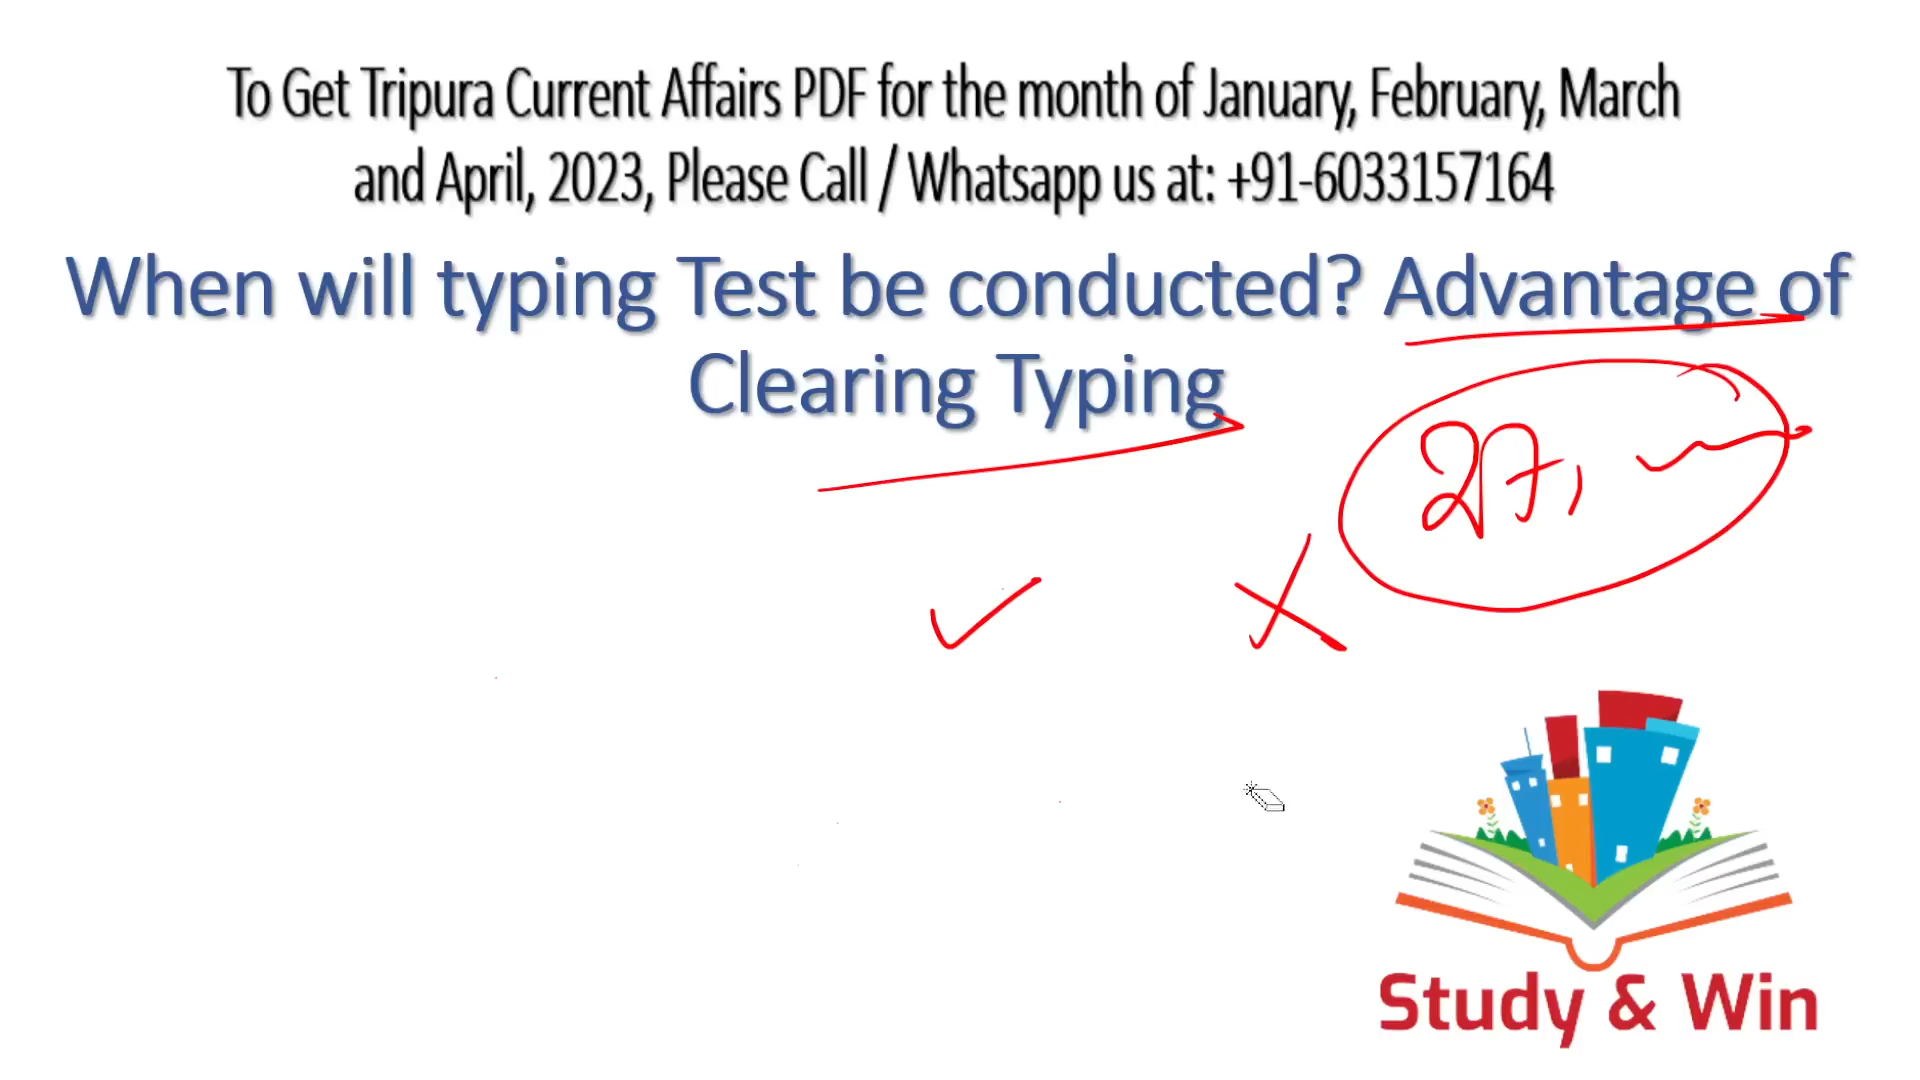 To Get Tripura Current Affairs PDF for the month of January, February, March
and April, 2023, Please Call / Whatsapp us at: +91-6033157164
When will typing Test be conducted? Advantage of
Clearing Typing
Study & Win